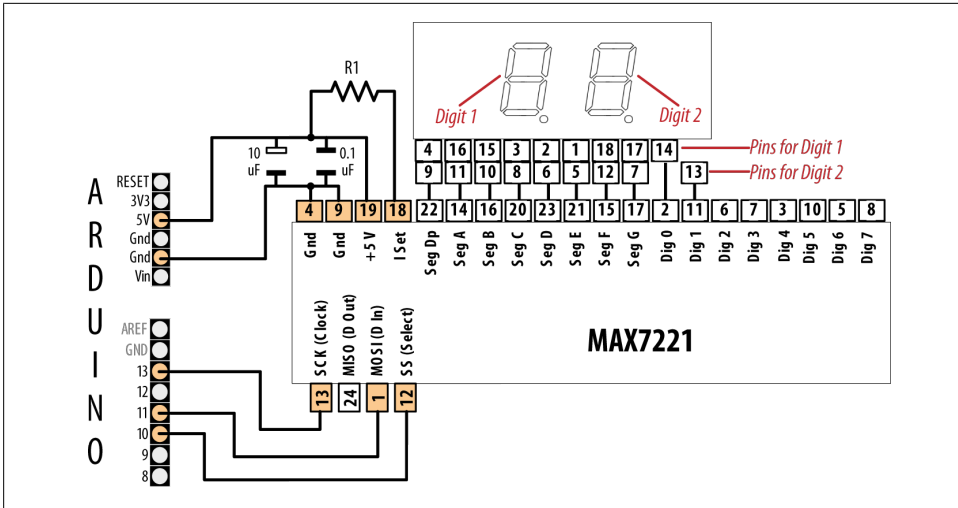 R1
Digit 1
Digit 2
10 uF
0.1 uF
4 16 15 3 2 1 18 17 14
Pins for Digit 1
9 11 10 8 6 5 12 7 13
Pins for Digit 2
ARDUINO
RESET
3V3
5V
Gnd
Gnd
Vin
4 9 19 18
22 14 16 20 23 21 15 17 2 11 6 7 3 10 5 8
Gnd
Gnd
+5V
ISet
Seg Dp
Seg A
Seg B
Seg C
Seg D
Seg E
Seg F
Seg G
Dig 0
Dig 1
Dig 2
Dig 3
Dig 4
Dig 5
Dig 6
Dig 7
AREF
GND
13
12
11
10
9
8
SCK (Clock)
MISO (D Out)
MOSI (D In)
SS (Select)
MAX7221
13 24 1 12